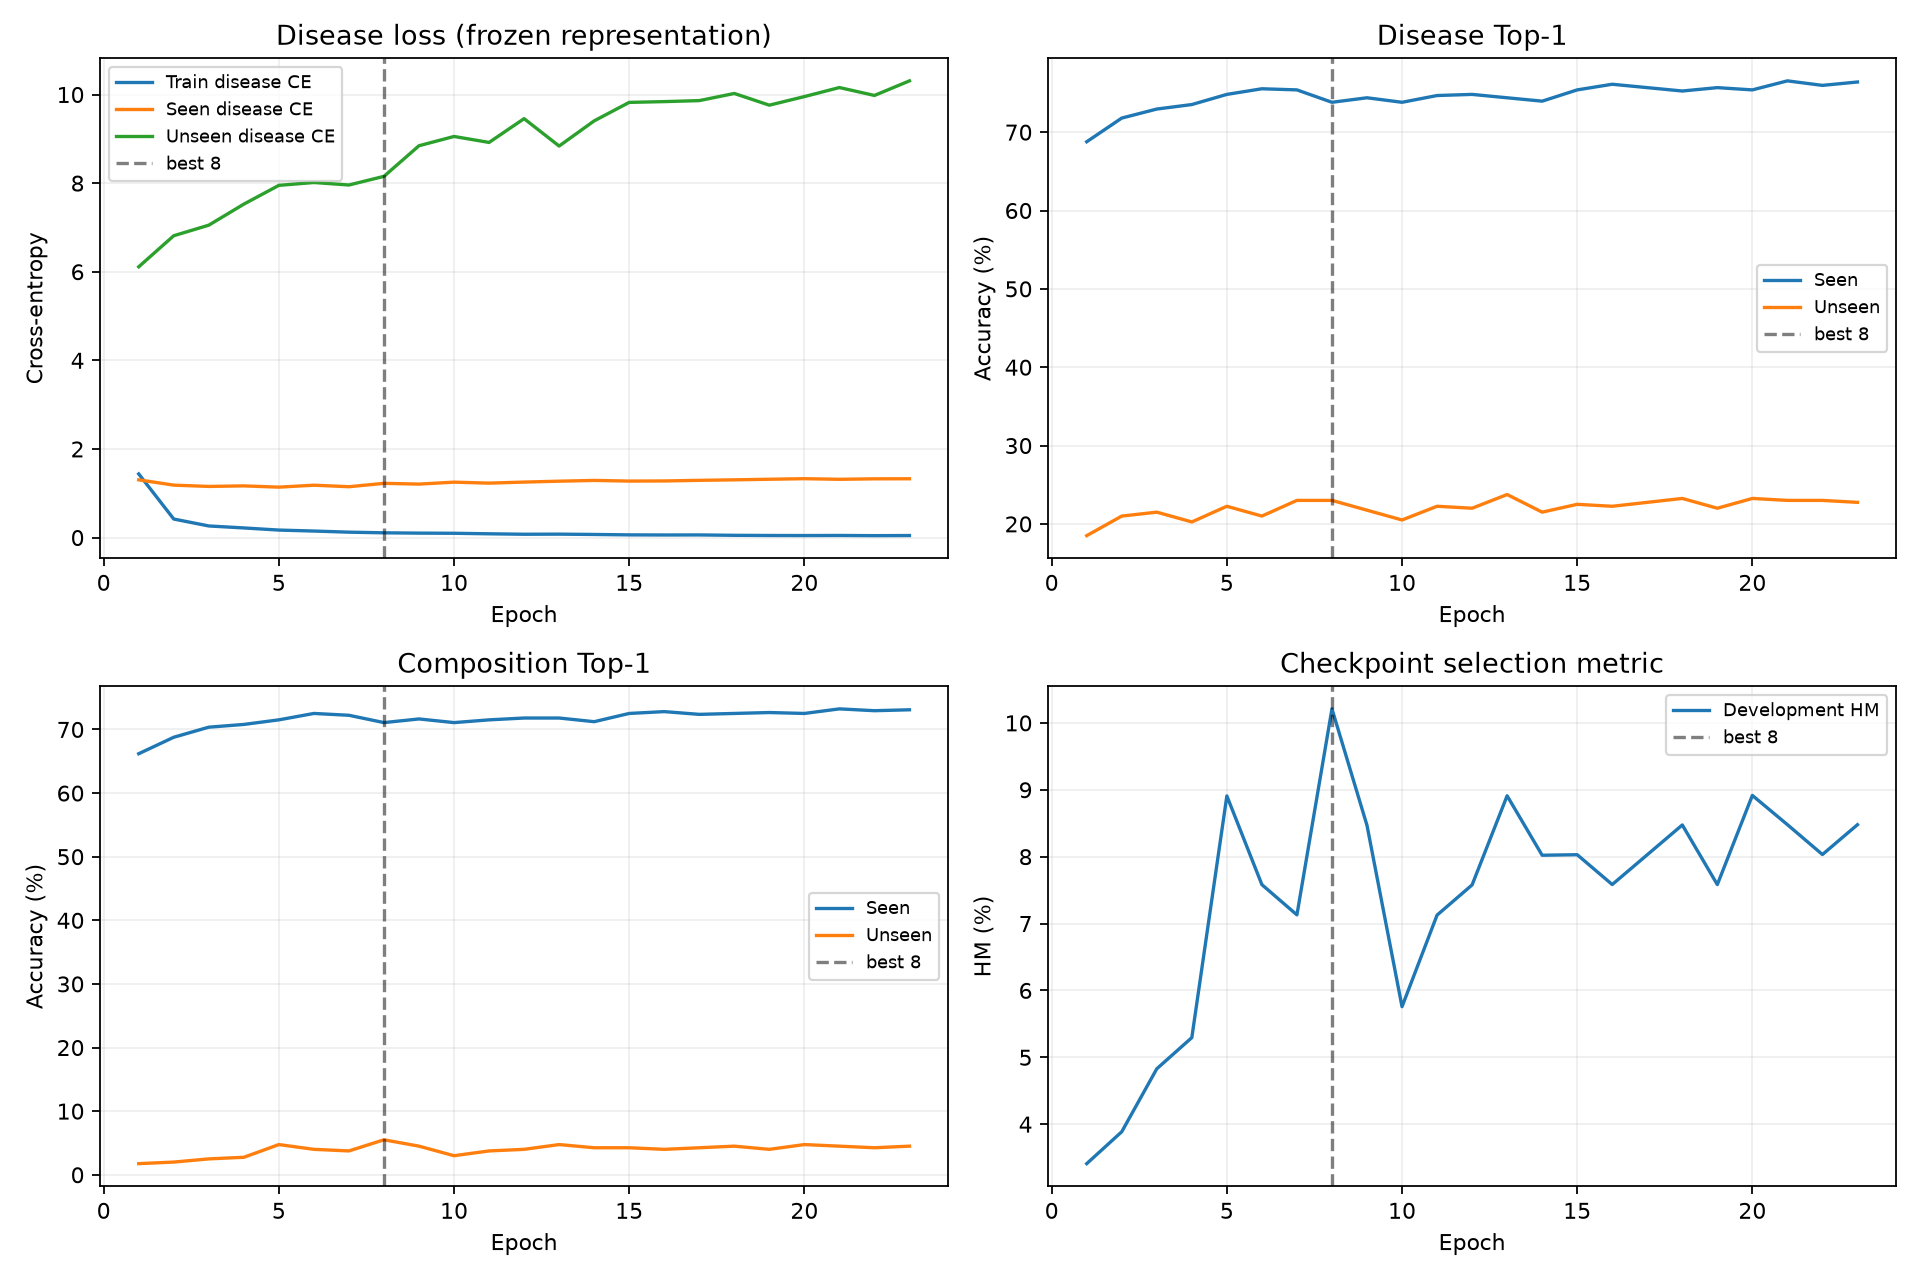 Disease loss (frozen representation)
Train disease CE
Seen disease CE
Unseen disease CE
best 8
Cross-entropy
10
8
6
4
2
0
0 5 10 15 20
Epoch
Disease Top-1
Seen
Unseen
best 8
Accuracy (%)
70
60
50
40
30
20
0 5 10 15 20
Epoch
Composition Top-1
Seen
Unseen
best 8
Accuracy (%)
70
60
50
40
30
20
10
0
0 5 10 15 20
Epoch
Checkpoint selection metric
Development HM
best 8
HM (%)
10
9
8
7
6
5
4
0 5 10 15 20
Epoch